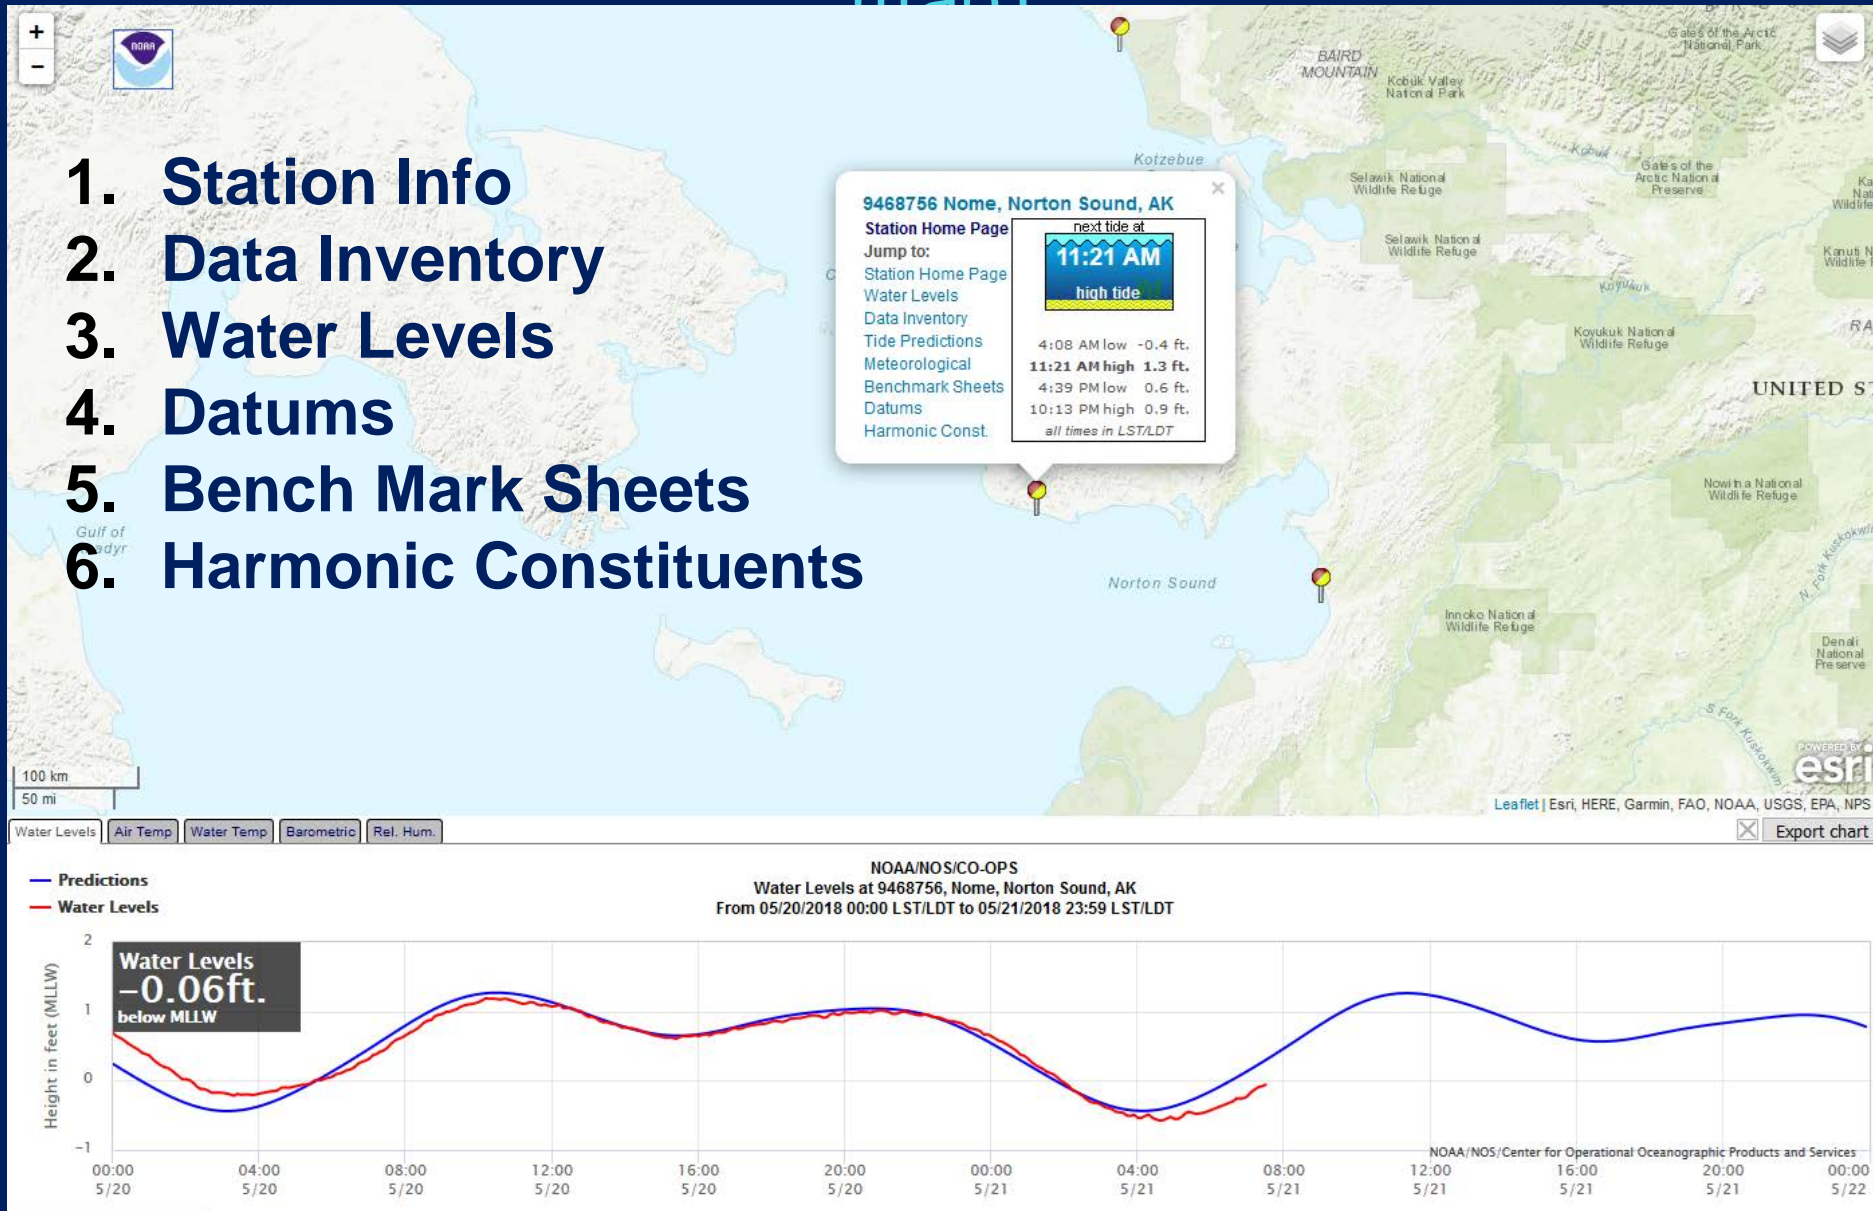 +
−
NOAA
BAIRD
MOUNTAIN
Kobuk Valley
National Park
Gates of the Arctic
National Park
Kotzebue
Kobuk
Selawik National
Wildlife Refuge
Gates of the
Arctic National
Preserve
Selawik National
Wildlife Refuge
Koyukuk
Koyukuk National
Wildlife Refuge
UNITED ST
Nowitna National
Wildlife Refuge
Gulf of
Norton Sound
Innoko National
Wildlife Refuge
N. Fork Kuskokwim
Denali
National
Preserve
S Fork Kuskokwim
1. Station Info
2. Data Inventory
3. Water Levels
4. Datums
5. Bench Mark Sheets
6. Harmonic Constituents
9468756 Nome, Norton Sound, AK
×
Station Home Page
Jump to:
Station Home Page
Water Levels
Data Inventory
Tide Predictions
Meteorological
Benchmark Sheets
Datums
Harmonic Const.
next tide at
11:21 AM
high tide
4:08 AM low -0.4 ft.
11:21 AM high 1.3 ft.
4:39 PM low 0.6 ft.
10:13 PM high 0.9 ft.
all times in LST/LDT
100 km
50 mi
POWERED BY
esri
Leaflet | Esri, HERE, Garmin, FAO, NOAA, USGS, EPA, NPS
Water Levels Air Temp Water Temp Barometric Rel. Hum.
Export chart
NOAA/NOS/CO-OPS
Water Levels at 9468756, Nome, Norton Sound, AK
From 05/20/2018 00:00 LST/LDT to 05/21/2018 23:59 LST/LDT
Predictions
Water Levels
Height in feet (MLLW)
2
1
0
−1
Water Levels
−0.06ft.
below MLLW
NOAA/NOS/Center for Operational Oceanographic Products and Services
00:00 04:00 08:00 12:00 16:00 20:00 00:00 04:00 08:00 12:00 16:00 20:00 00:00
5/20 5/20 5/20 5/20 5/20 5/20 5/21 5/21 5/21 5/21 5/21 5/21 5/22